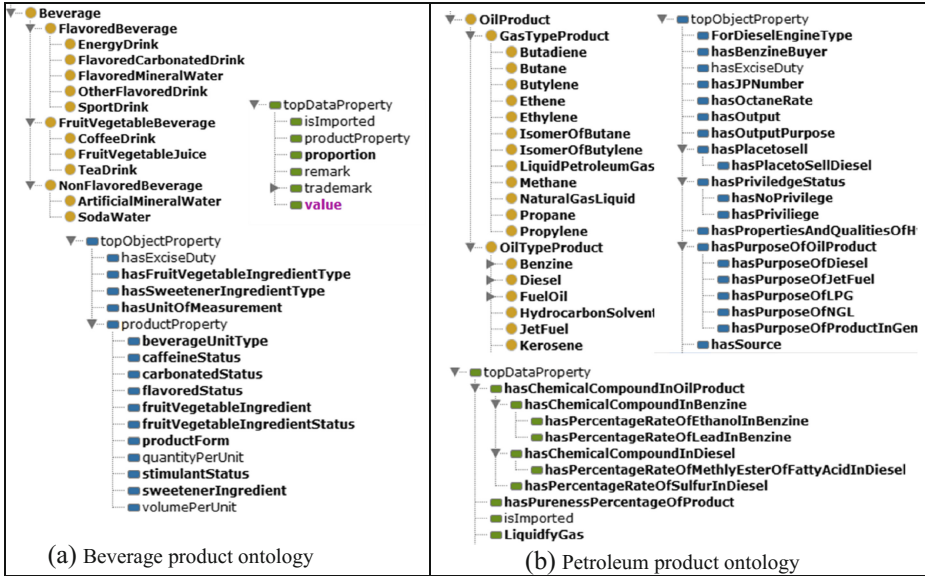 Beverage
FlavoredBeverage
EnergyDrink
FlavoredCarbonatedDrink
FlavoredMineralWater
OtherFlavoredDrink
SportDrink
FruitVegetableBeverage
CoffeeDrink
FruitVegetableJuice
TeaDrink
NonFlavoredBeverage
ArtificialMineralWater
SodaWater
topDataProperty
isImported
productProperty
proportion
remark
trademark
value
topObjectProperty
hasExciseDuty
hasFruitVegetableIngredientType
hasSweetenerIngredientType
hasUnitOfMeasurement
productProperty
beverageUnitType
caffeineStatus
carbonatedStatus
flavoredStatus
fruitVegetableIngredient
fruitVegetableIngredientStatus
productForm
quantityPerUnit
stimulantStatus
sweetenerIngredient
volumePerUnit
(a) Beverage product ontology
OilProduct
GasTypeProduct
Butadiene
Butane
Butylene
Ethene
Ethylene
IsomerOfButane
IsomerOfButylene
LiquidPetroleumGas
Methane
NaturalGasLiquid
Propane
Propylene
OilTypeProduct
Benzine
Diesel
FuelOil
HydrocarbonSolvent
JetFuel
Kerosene
topObjectProperty
ForDieselEngineType
hasBenzineBuyer
hasExciseDuty
hasJPNumber
hasOctaneRate
hasOutput
hasOutputPurpose
hasPlacetosell
hasPlacetoSellDiesel
hasPriviledgeStatus
hasNoPrivilege
hasPriviliege
hasPropertiesAndQualitiesOfH
hasPurposeOfOilProduct
hasPurposeOfDiesel
hasPurposeOfJetFuel
hasPurposeOfLPG
hasPurposeOfNGL
hasPurposeOfProductInGen
hasSource
topDataProperty
hasChemicalCompoundInOilProduct
hasChemicalCompoundInBenzine
hasPercentageRateOfEthanolInBenzine
hasPercentageRateOfLeadInBenzine
hasChemicalCompoundInDiesel
hasPercentageRateOfMethlyEsterOfFattyAcidInDiesel
hasPercentageRateOfSulfurInDiesel
hasPurenessPercentageOfProduct
isImported
LiquidfyGas
(b) Petroleum product ontology